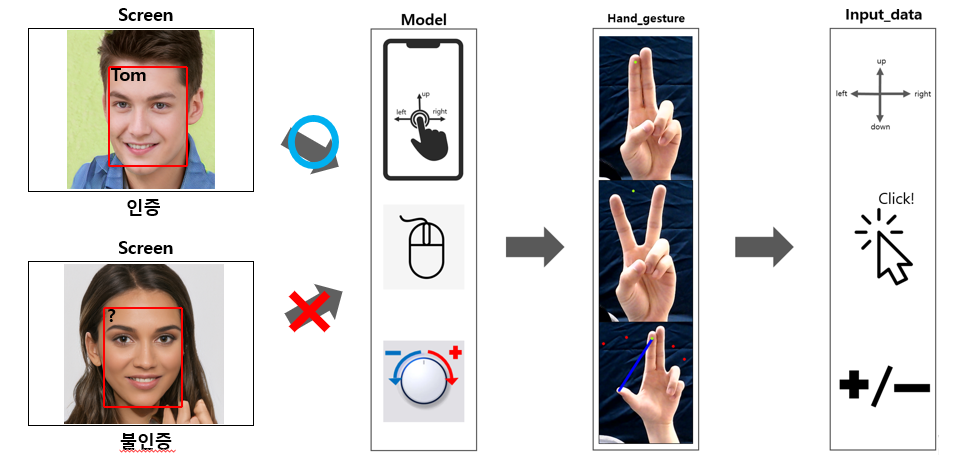 Screen
Tom
인증
Screen
?
불인증
Model
up
left
right
Hand_gesture
Input_data
up
left
right
down
Click!
+/−